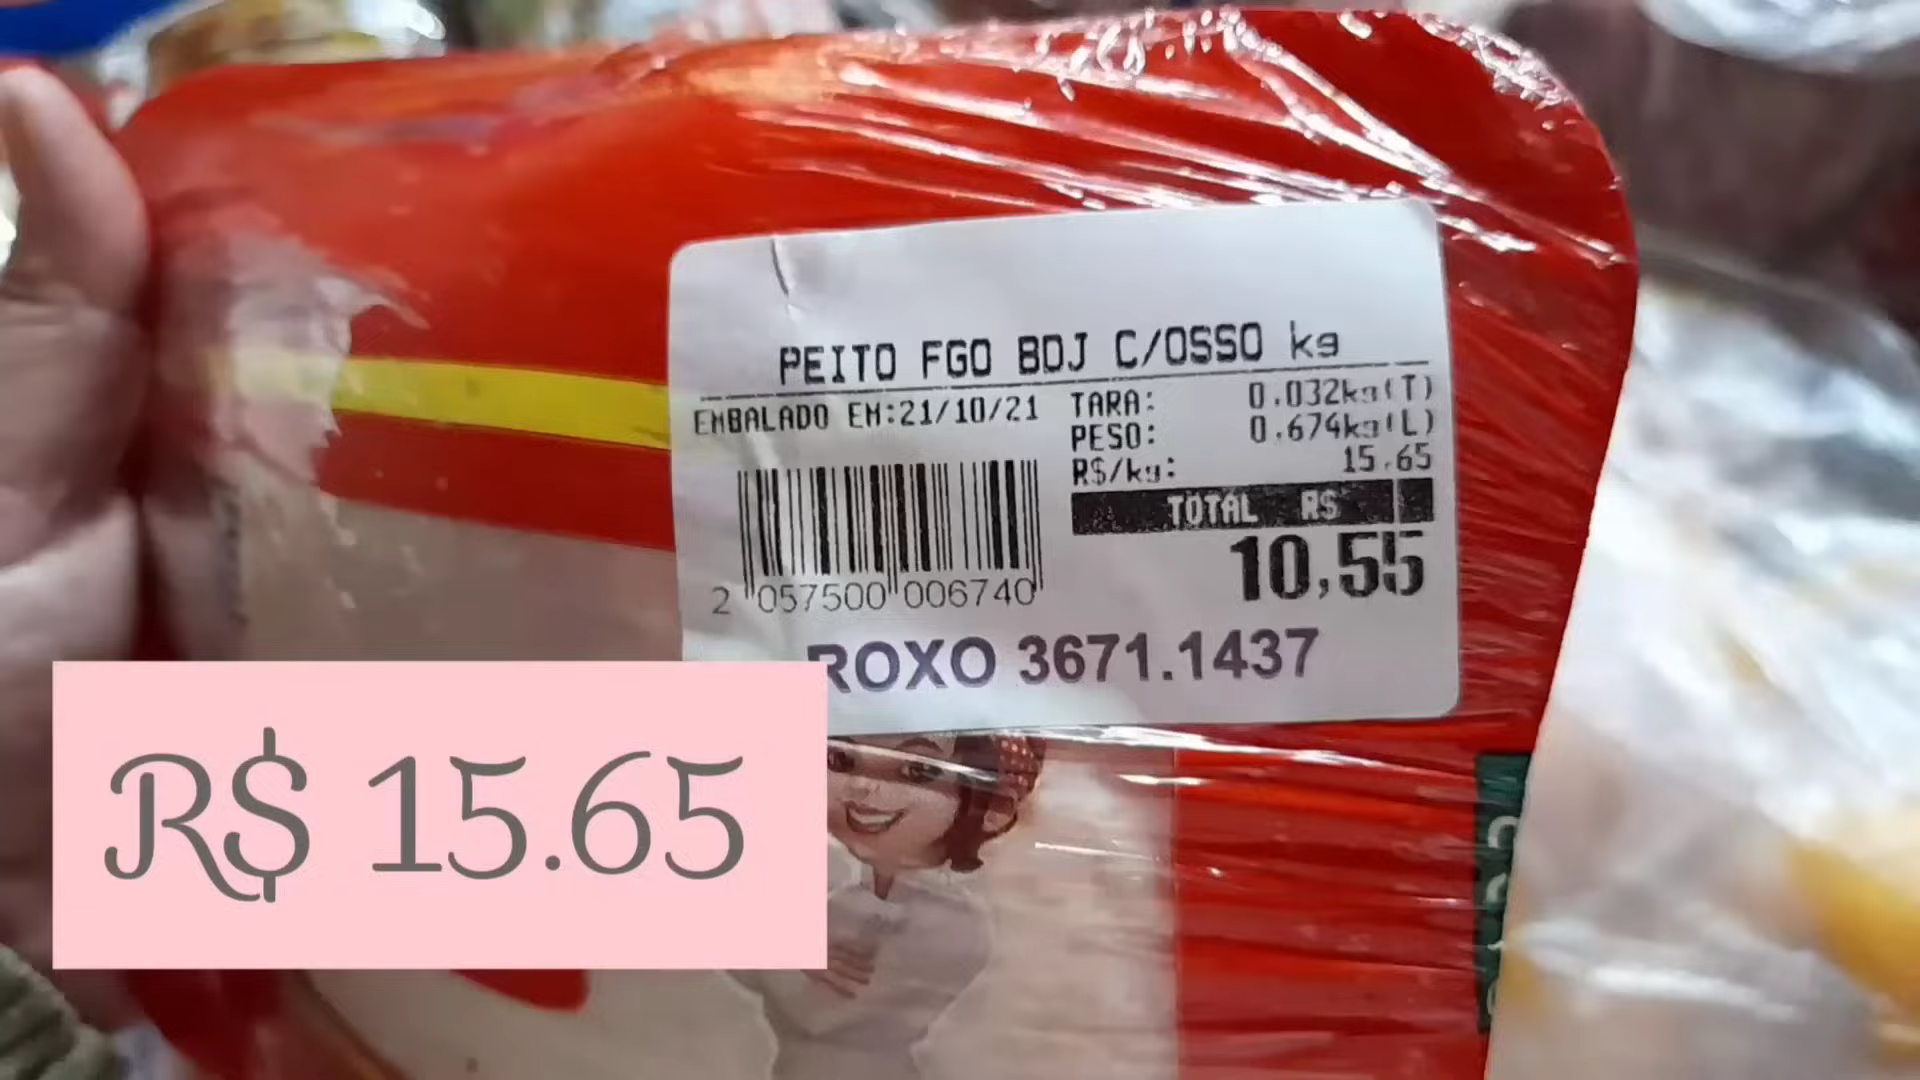 PEITO FGO BDJ C/OSSO kg
EMBALADO EM:21/10/21
TARA: 0.032kg(T)
PESO: 0.674kg(L)
R$/kg: 15.65
TOTAL R$
10,55
2 057500 006740
ROXO 3671.1437
R$ 15.65